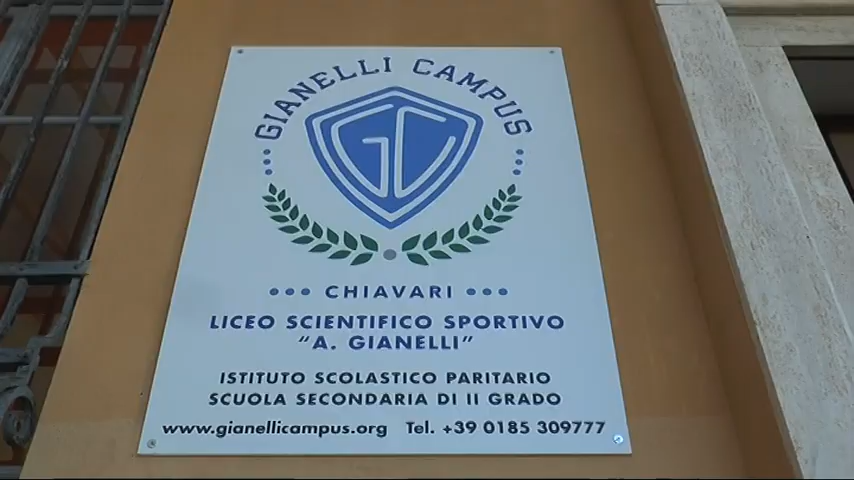 GIANELLI CAMPUS
GC
CHIAVARI
LICEO SCIENTIFICO SPORTIVO
“A. GIANELLI”
ISTITUTO SCOLASTICO PARITARIO
SCUOLA SECONDARIA DI II GRADO
www.gianellicampus.org Tel. +39 0185 309777